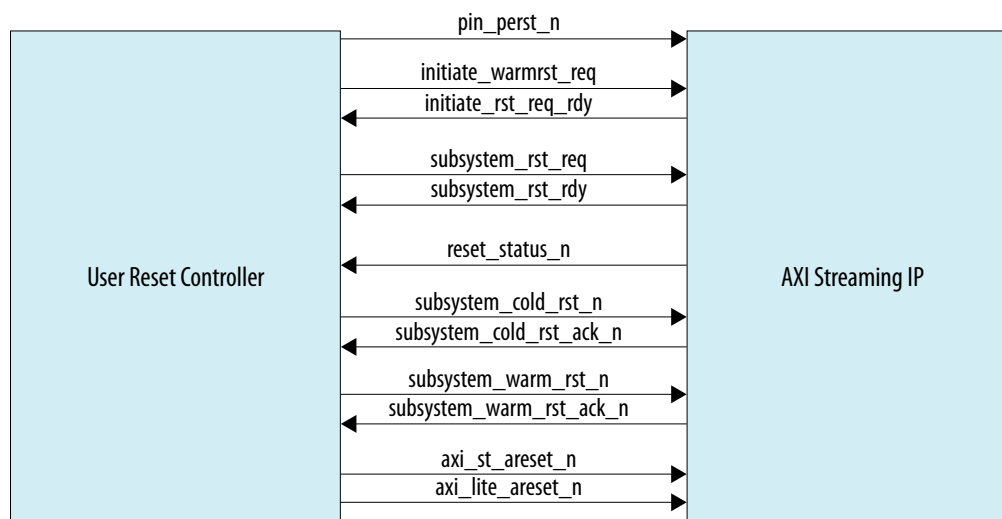 pin_perst_n
initiate_warmrst_req
initiate_rst_req_rdy
subsystem_rst_req
subsystem_rst_rdy
reset_status_n
User Reset Controller
AXI Streaming IP
subsystem_cold_rst_n
subsystem_cold_rst_ack_n
subsystem_warm_rst_n
subsystem_warm_rst_ack_n
axi_st_areset_n
axi_lite_areset_n